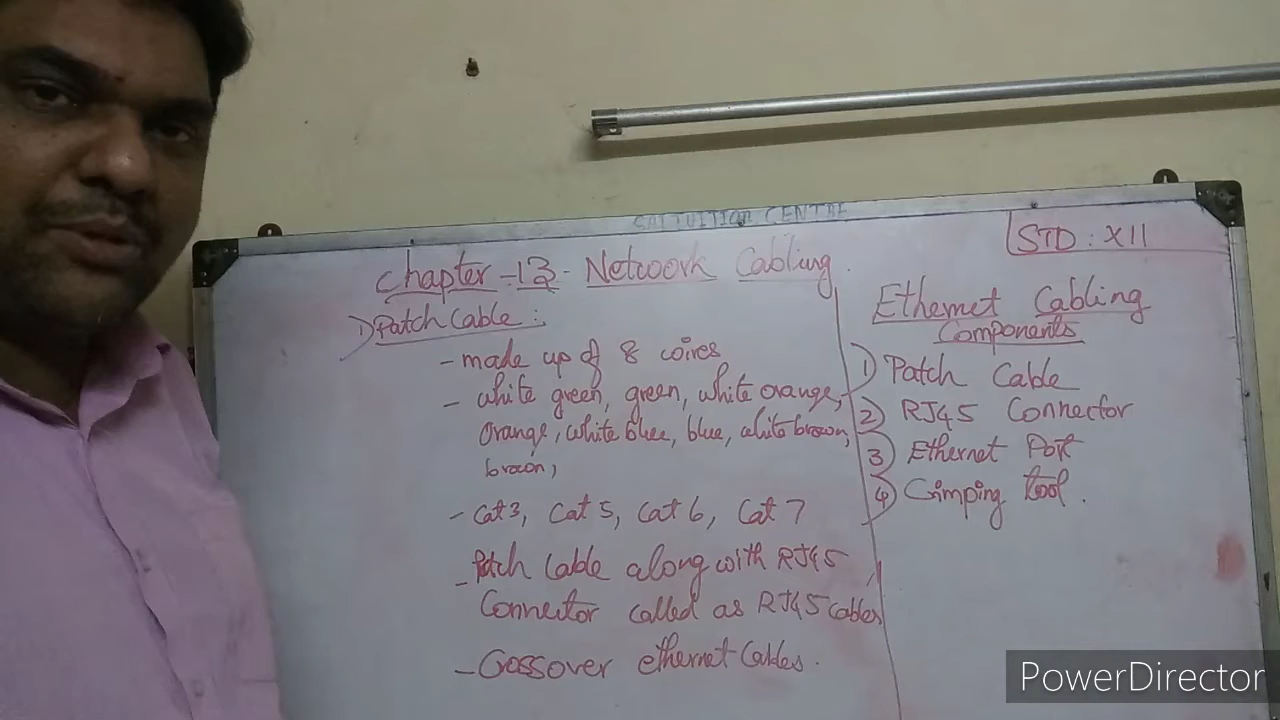 SAI TUITION CENTRE
STD: XII
Chapter-13- Network Cabling.
1) Patch Cable:
- made up of 8 wires
- white green, green, white orange,
Orange, white blue, blue, white brown,
brown,
- Cat 3, Cat 5, Cat 6, Cat 7
- Patch Cable along with RJ45
Connector called as RJ45 cables
- Crossover ethernet Cables.
Ethernet Cabling
Components
1) Patch Cable
2) RJ45 Connector
3) Ethernet Port
4) Crimping tool.
PowerDirector